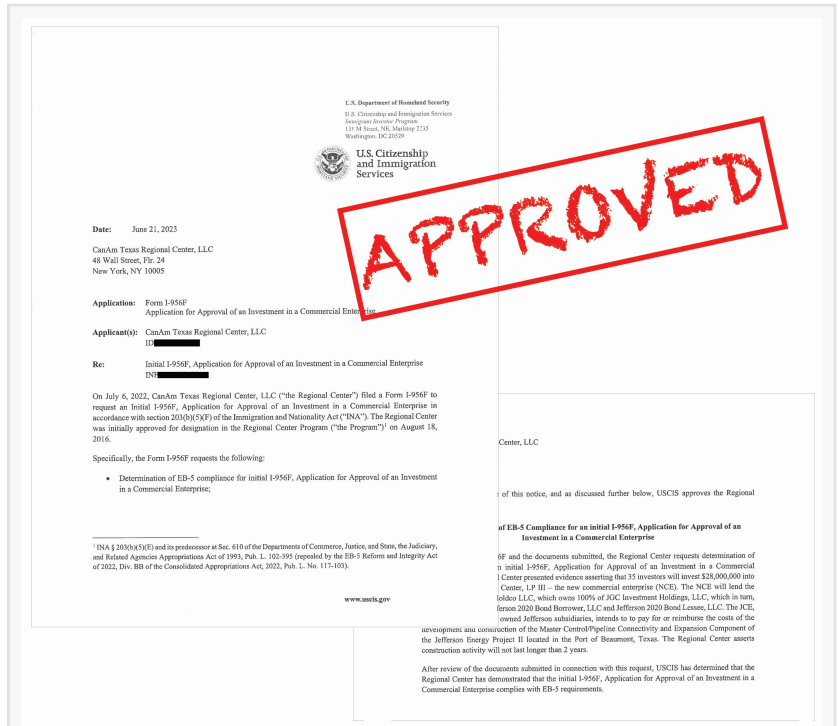 U.S. Department of Homeland Security
U.S. Citizenship and Immigration Services
Immigrant Investor Program
131 M Street, NE, Mailstop 2235
Washington, DC 20529
U.S. Citizenship
and Immigration
Services
APPROVED
Date: June 21, 2023
CanAm Texas Regional Center, LLC
48 Wall Street, Flr. 24
New York, NY 10005
Application: Form I-956F
Application for Approval of an Investment in a Commercial Enterprise
Applicant(s): CanAm Texas Regional Center, LLC
ID
Re: Initial I-956F, Application for Approval of an Investment in a Commercial Enterprise
INF
On July 6, 2022, CanAm Texas Regional Center, LLC (“the Regional Center”) filed a Form I-956F to
request an Initial I-956F, Application for Approval of an Investment in a Commercial Enterprise in
accordance with section 203(b)(5)(F) of the Immigration and Nationality Act (“INA”). The Regional Center
was initially approved for designation in the Regional Center Program (“the Program”)¹ on August 18,
2016.
Specifically, the Form I-956F requests the following:
• Determination of EB-5 compliance for initial I-956F, Application for Approval of an Investment
in a Commercial Enterprise;
¹ INA § 203(b)(5)(E) and its predecessor at Sec. 610 of the Departments of Commerce, Justice, and State, the Judiciary,
and Related Agencies Appropriations Act of 1993, Pub. L. 102-395 (repealed by the EB-5 Reform and Integrity Act
of 2022, Div. BB of the Consolidated Appropriations Act, 2022, Pub. L. No. 117-103).
www.uscis.gov
Center, LLC
of this notice, and as discussed further below, USCIS approves the Regional
of EB-5 Compliance for an initial I-956F, Application for Approval of an
Investment in a Commercial Enterprise
6F and the documents submitted, the Regional Center requests determination of
initial I-956F, Application for Approval of an Investment in a Commercial
Center presented evidence asserting that 35 investors will invest $28,000,000 into
Center, LP III – the new commercial enterprise (NCE). The NCE will lend the
oldco LLC, which owns 100% of JGC Investment Holdings, LLC, which in turn,
ferson 2020 Bond Borrower, LLC and Jefferson 2020 Bond Lessee, LLC. The JCE,
owned Jefferson subsidiaries, intends to pay for or reimburse the costs of the
development and construction of the Master Control/Pipeline Connectivity and Expansion Component of
the Jefferson Energy Project II located in the Port of Beaumont, Texas. The Regional Center asserts
construction activity will not last longer than 2 years.
After review of the documents submitted in connection with this request, USCIS has determined that the
Regional Center has demonstrated that the initial I-956F, Application for Approval of an Investment in a
Commercial Enterprise complies with EB-5 requirements.